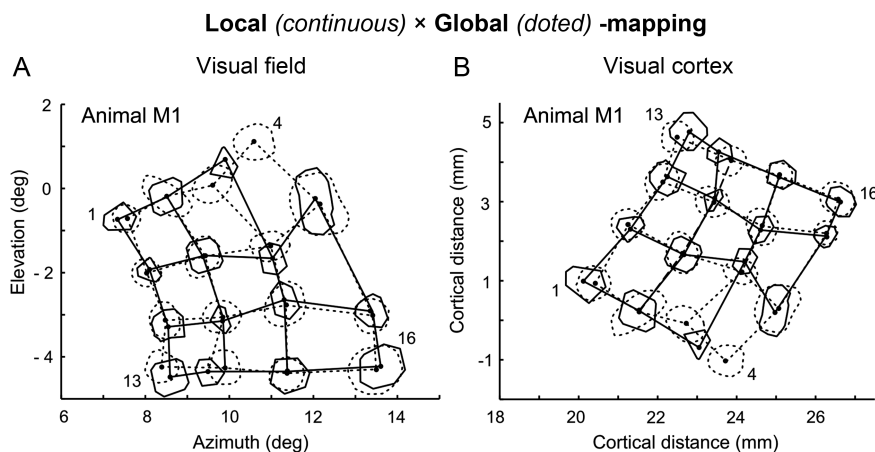 Local (continuous) × Global (doted) -mapping
A
Visual field
Animal M1
4
1
13
16
2
0
- 2
- 4
Elevation (deg)
6
8
10
12
14
Azimuth (deg)
B
Visual cortex
Animal M1
13
16
1
4
5
3
1
-1
Cortical distance (mm)
18
20
22
24
26
Cortical distance (mm)